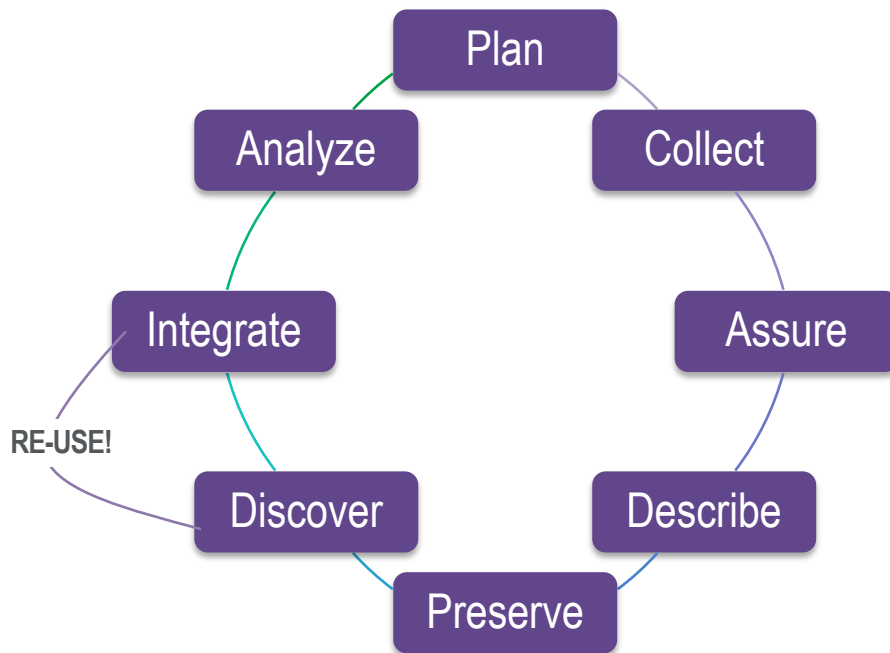 Plan
Analyze
Collect
Integrate
Assure
RE-USE!
Discover
Describe
Preserve